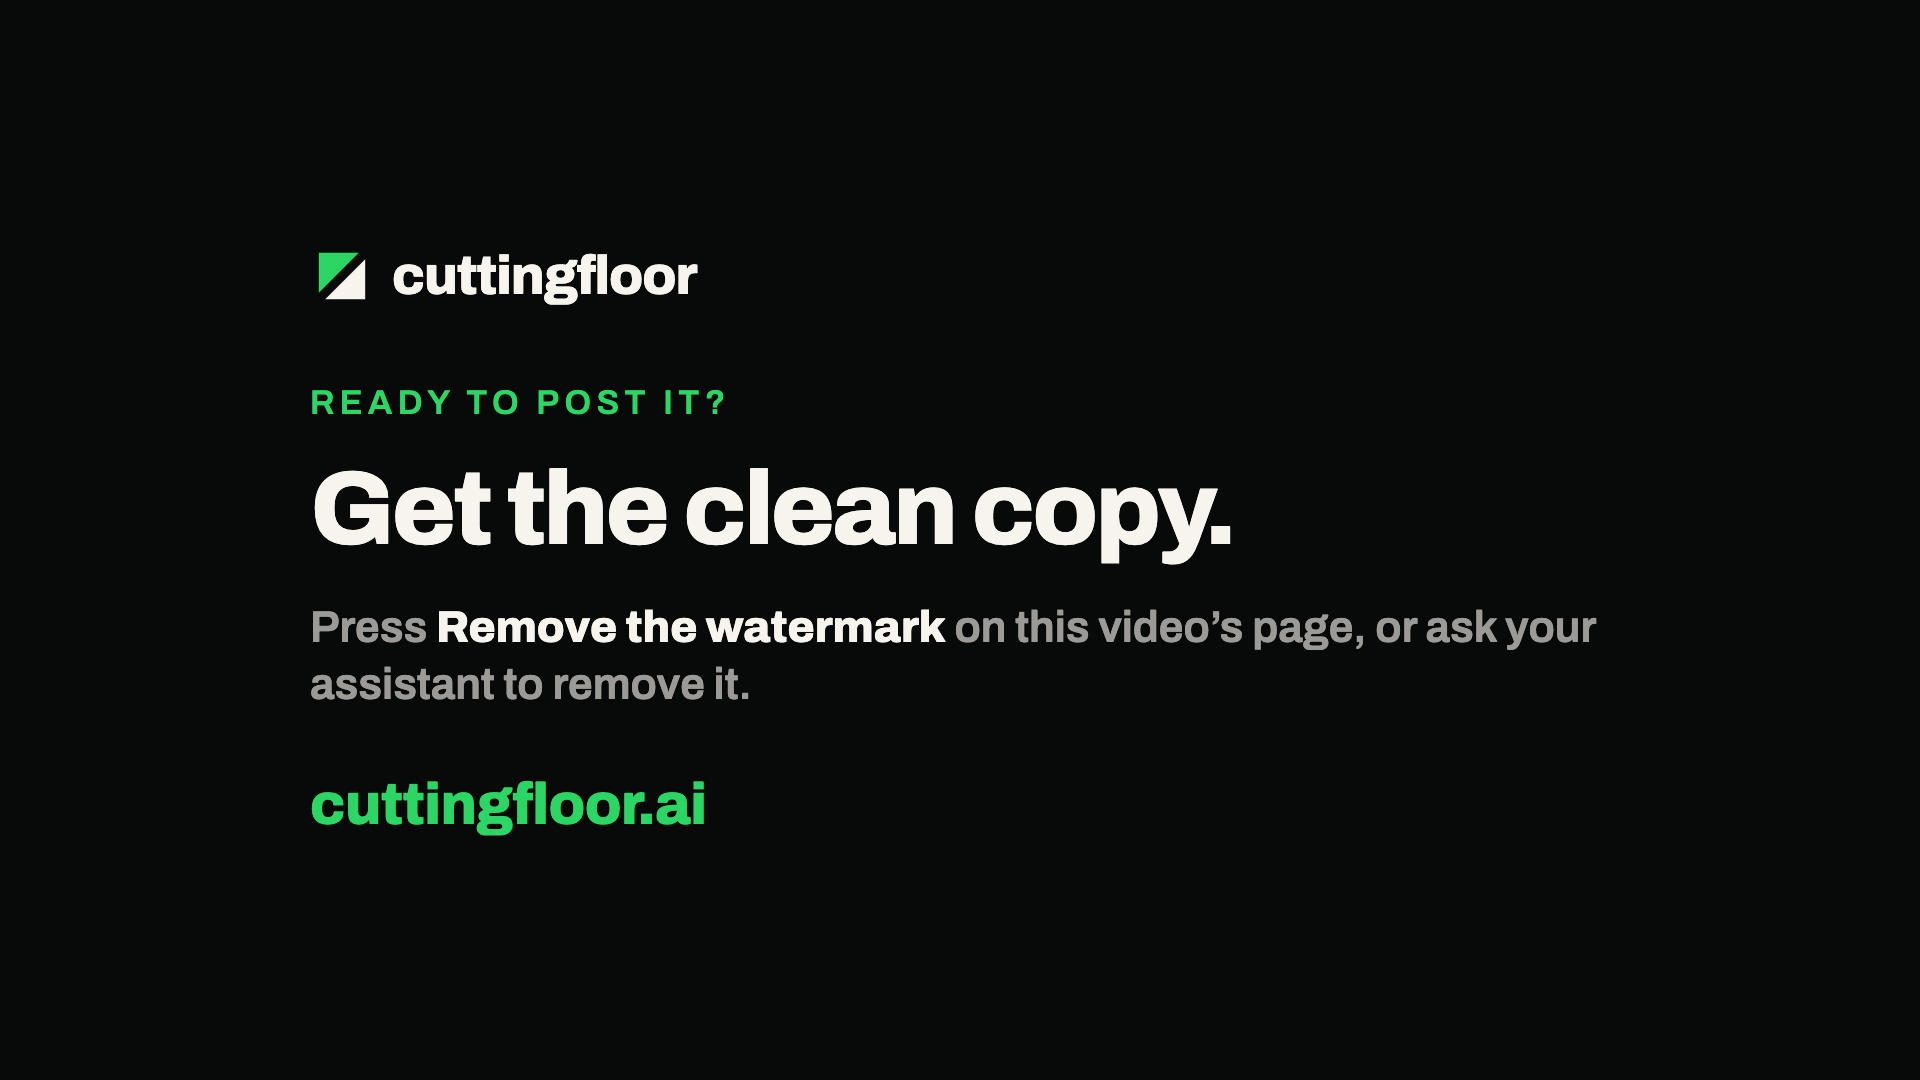 cuttingfloor
READY TO POST IT?
Get the clean copy.
Press Remove the watermark on this video’s page, or ask your
assistant to remove it.
cuttingfloor.ai